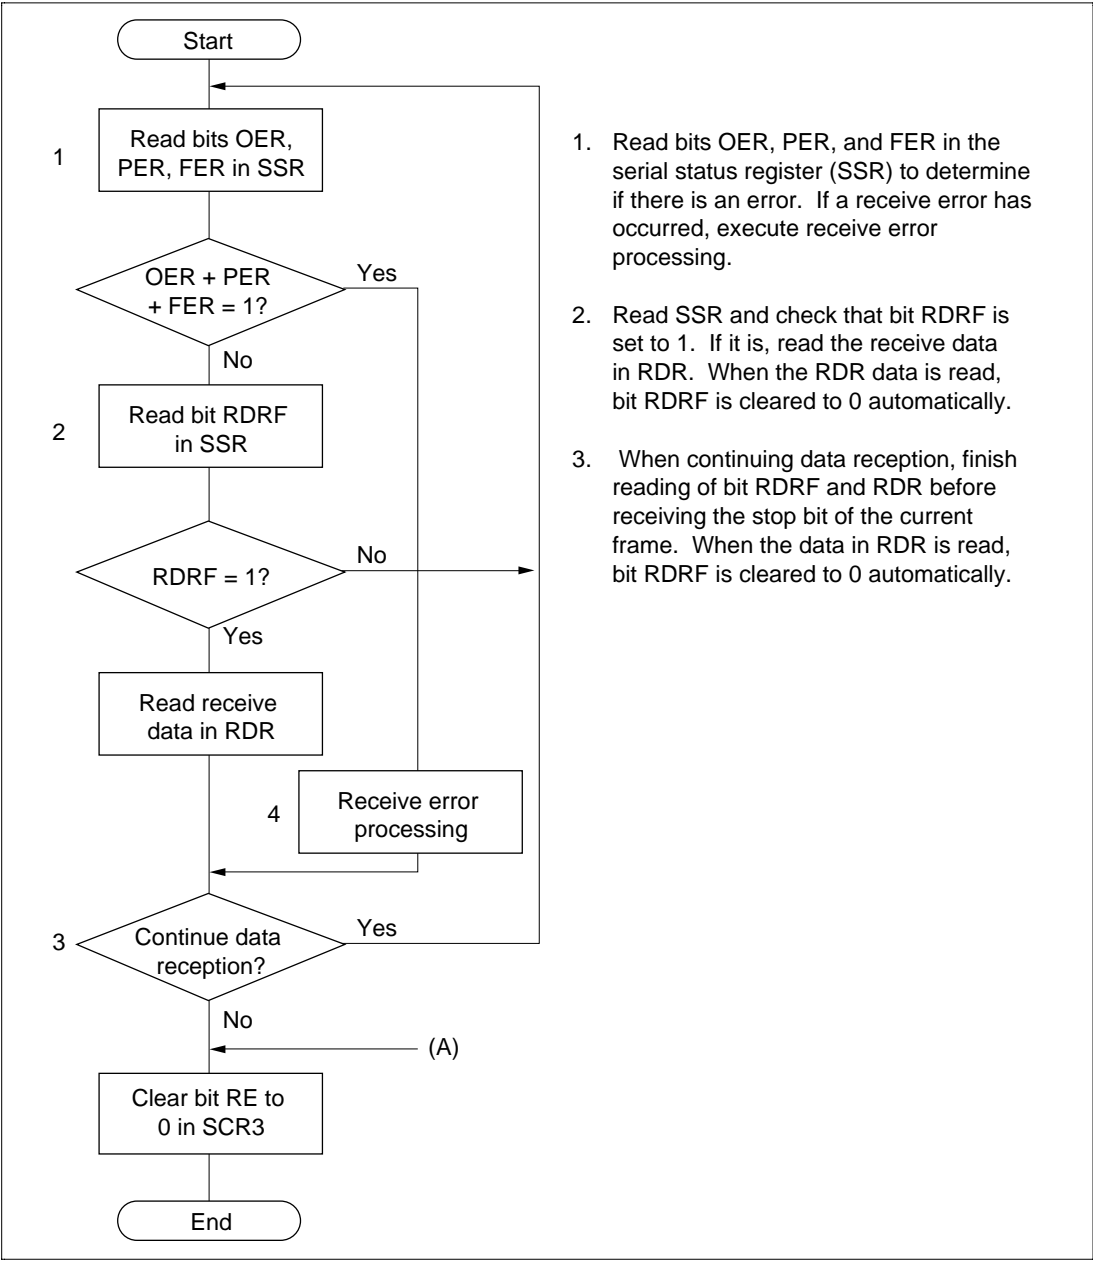 Start
1
Read bits OER,
PER, FER in SSR
OER + PER
+ FER = 1?
Yes
No
2
Read bit RDRF
in SSR
RDRF = 1?
No
Yes
Read receive
data in RDR
4
Receive error
processing
3
Continue data
reception?
Yes
No
(A)
Clear bit RE to
0 in SCR3
End
1. Read bits OER, PER, and FER in the
serial status register (SSR) to determine
if there is an error. If a receive error has
occurred, execute receive error
processing.
2. Read SSR and check that bit RDRF is
set to 1. If it is, read the receive data
in RDR. When the RDR data is read,
bit RDRF is cleared to 0 automatically.
3. When continuing data reception, finish
reading of bit RDRF and RDR before
receiving the stop bit of the current
frame. When the data in RDR is read,
bit RDRF is cleared to 0 automatically.